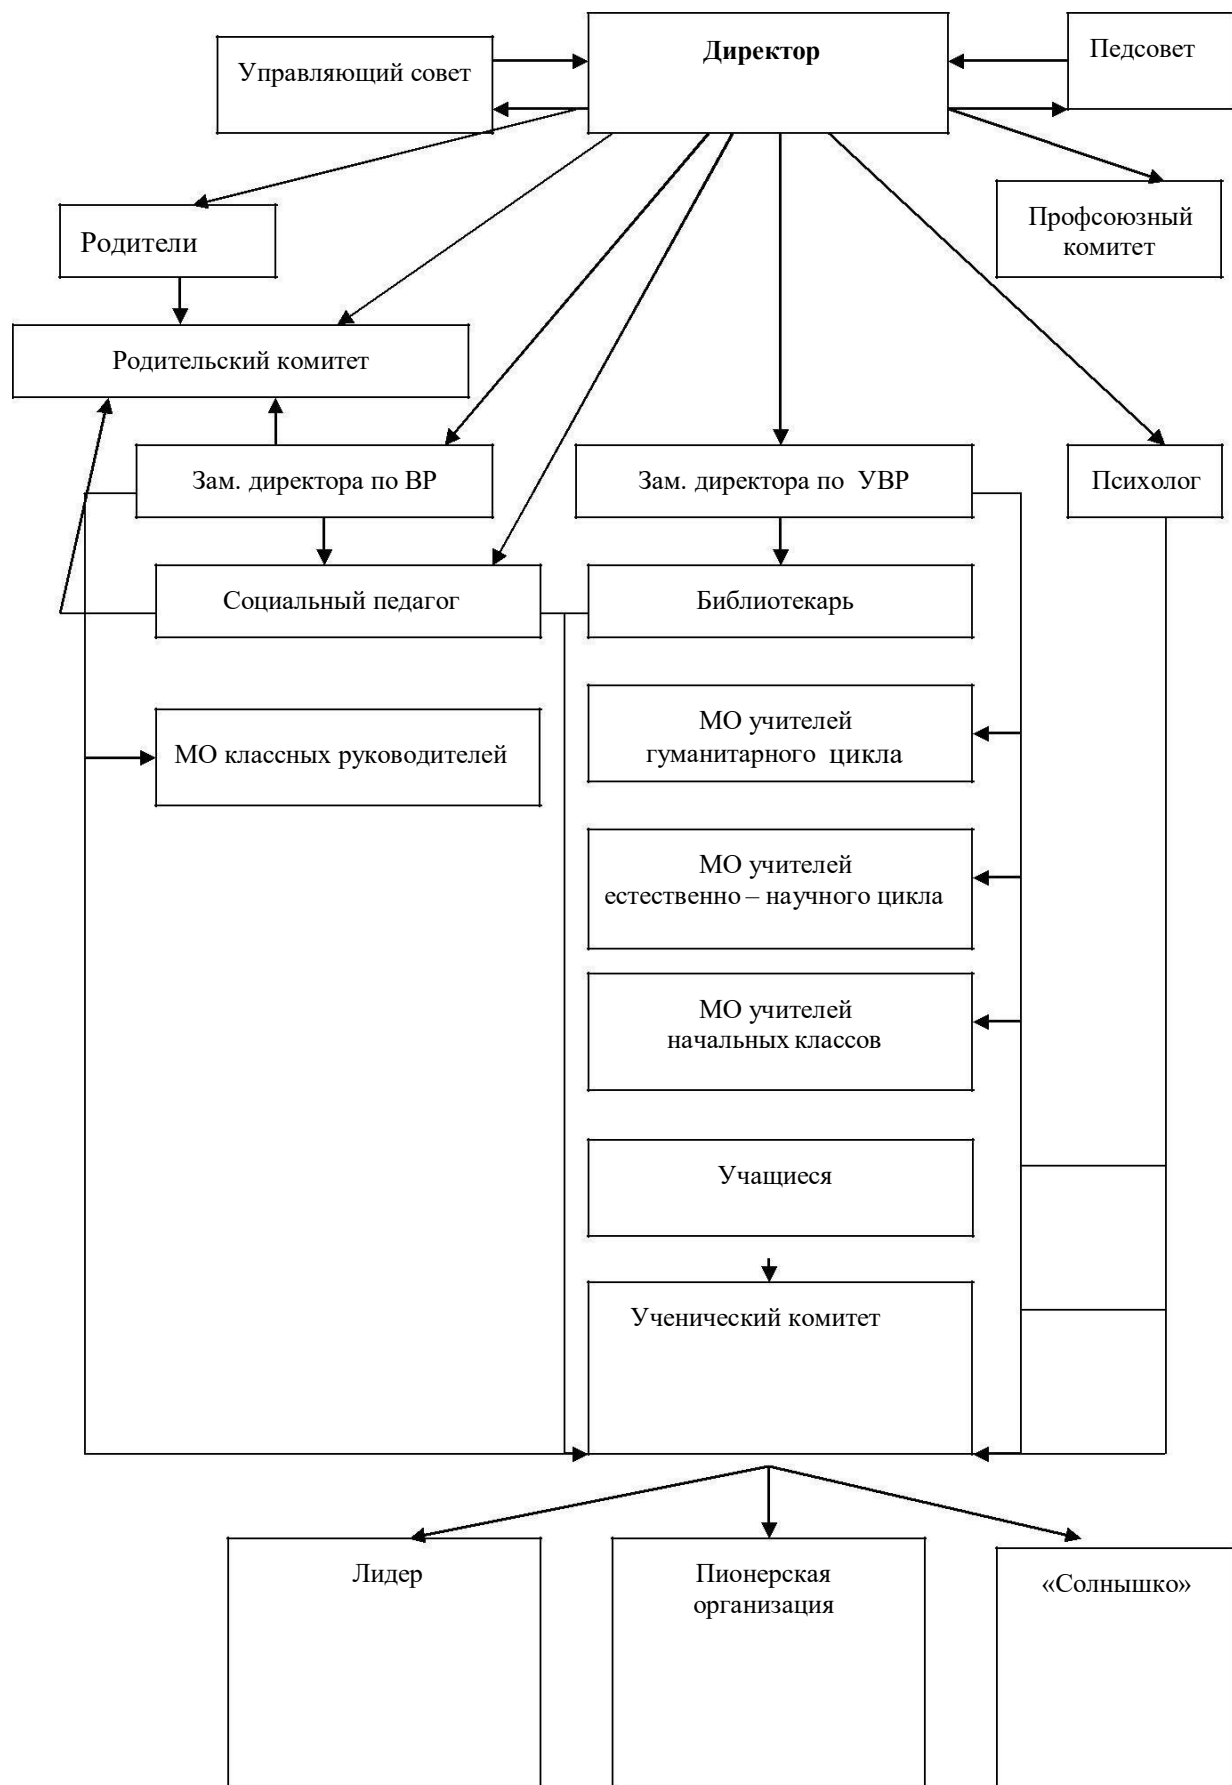 Управляющий совет
Директор
Педсовет
Родители
Профсоюзный
комитет
Родительский комитет
Зам. директора по ВР
Зам. директора по УВР
Психолог
Социальный педагог
Библиотекарь
МО классных руководителей
МО учителей
гуманитарного цикла
МО учителей
естественно – научного цикла
МО учителей
начальных классов
Учащиеся
Ученический комитет
Лидер
Пионерская
организация
«Солнышко»